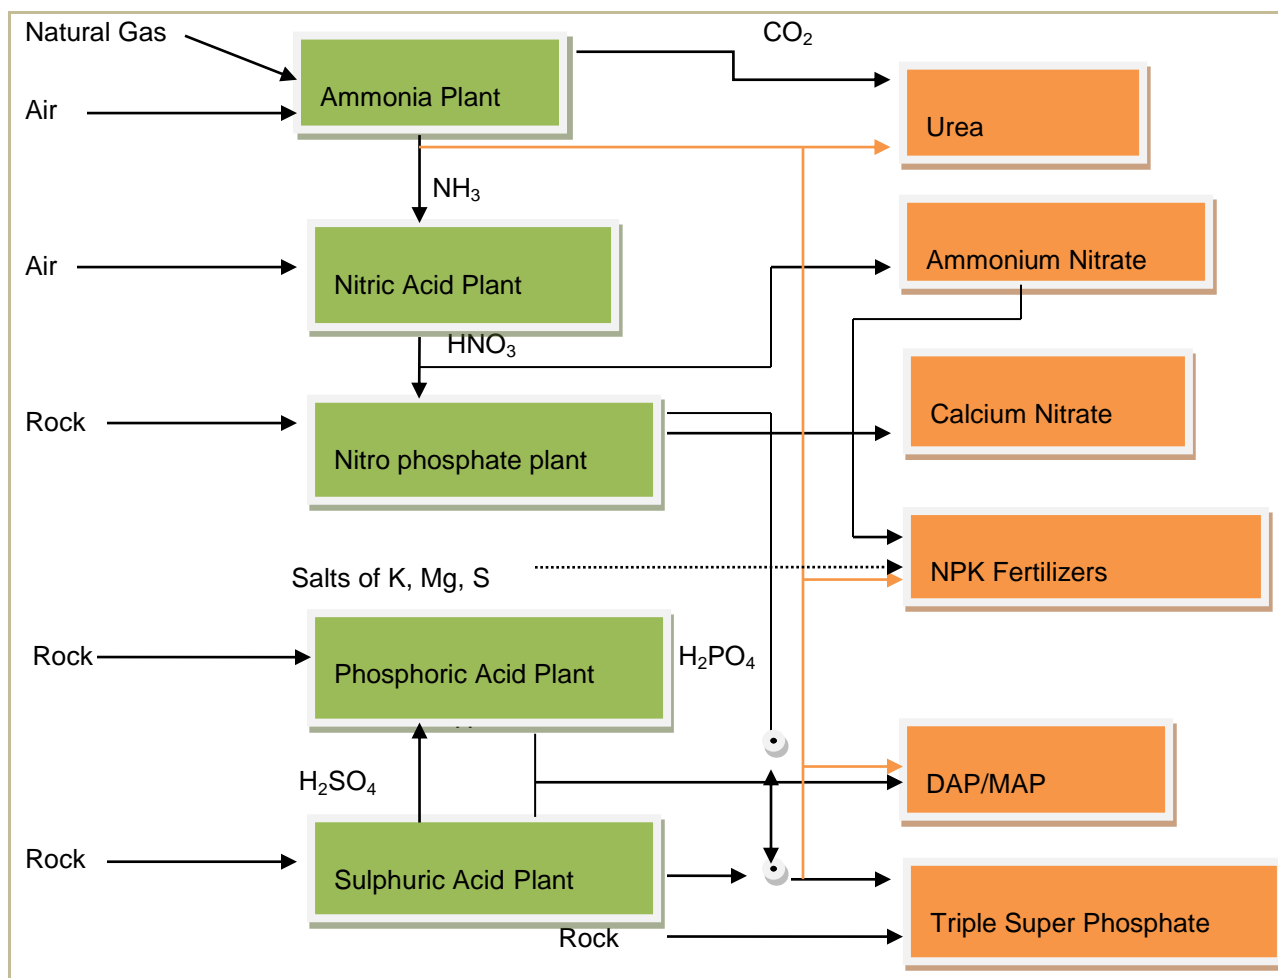 Natural Gas
CO₂
Ammonia Plant
Air
Urea
NH₃
Air
Ammonium Nitrate
Nitric Acid Plant
HNO₃
Rock
Calcium Nitrate
Nitro phosphate plant
Salts of K, Mg, S
NPK Fertilizers
Rock
H₂PO₄
Phosphoric Acid Plant
H₂SO₄
DAP/MAP
Rock
Sulphuric Acid Plant
Triple Super Phosphate
Rock